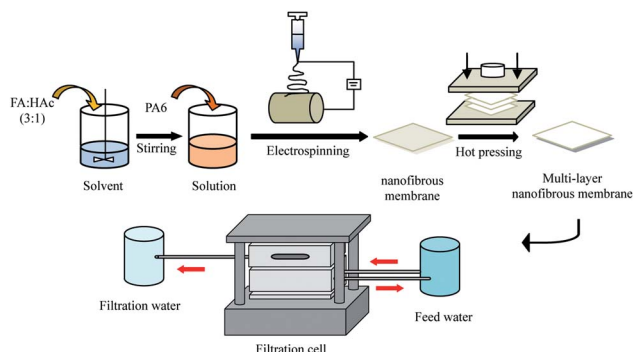 FA:HAc
(3:1)
PA6
Stirring
Electrospinning
Hot pressing
Solvent
Solution
nanofibrous
membrane
Multi-layer
nanofibrous membrane
Filtration water
Feed water
Filtration cell